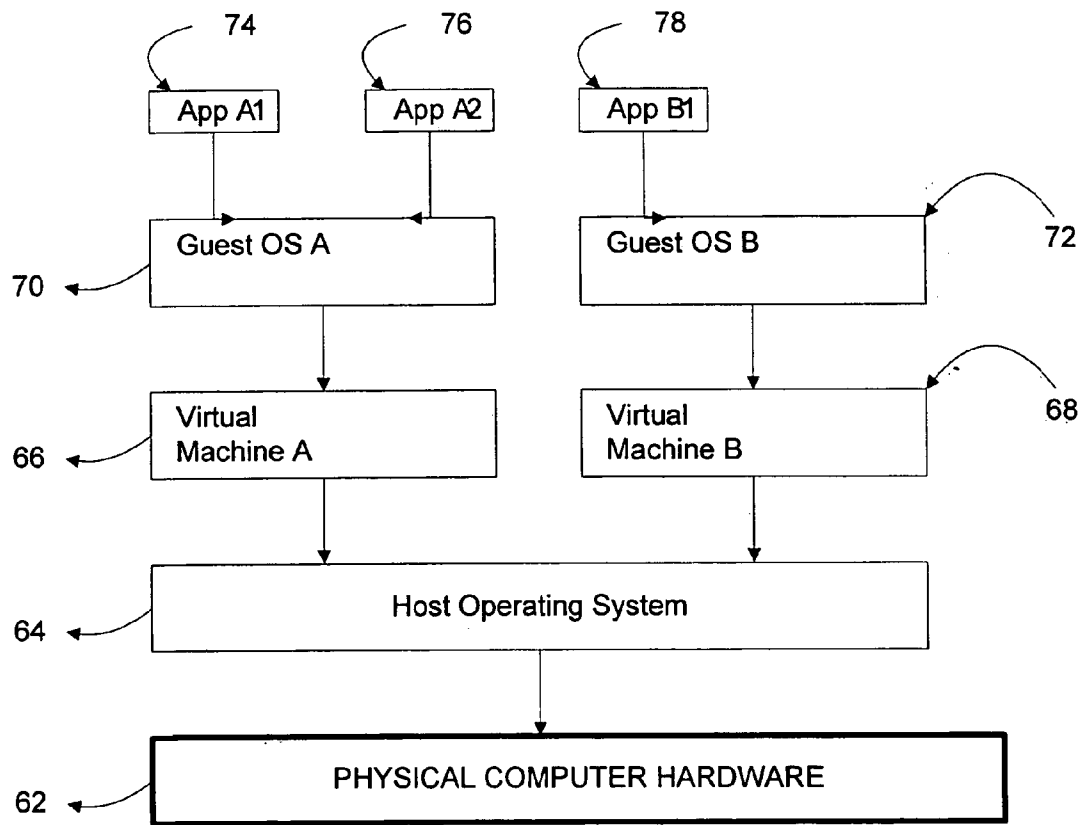 74
76
78
App A1
App A2
App B1
Guest OS A
Guest OS B
72
70
Virtual
Machine A
Virtual
Machine B
68
66
Host Operating System
64
PHYSICAL COMPUTER HARDWARE
62